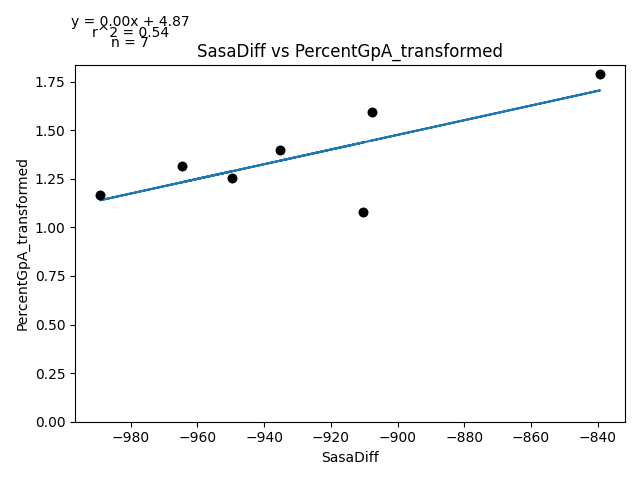 y = 0.00x + 4.87
r^2 = 0.54
n = 7
SasaDiff vs PercentGpA_transformed
1.75
1.50
1.25
1.00
0.75
0.50
0.25
0.00
PercentGpA_transformed
−980 −960 −940 −920 −900 −880 −860 −840
SasaDiff